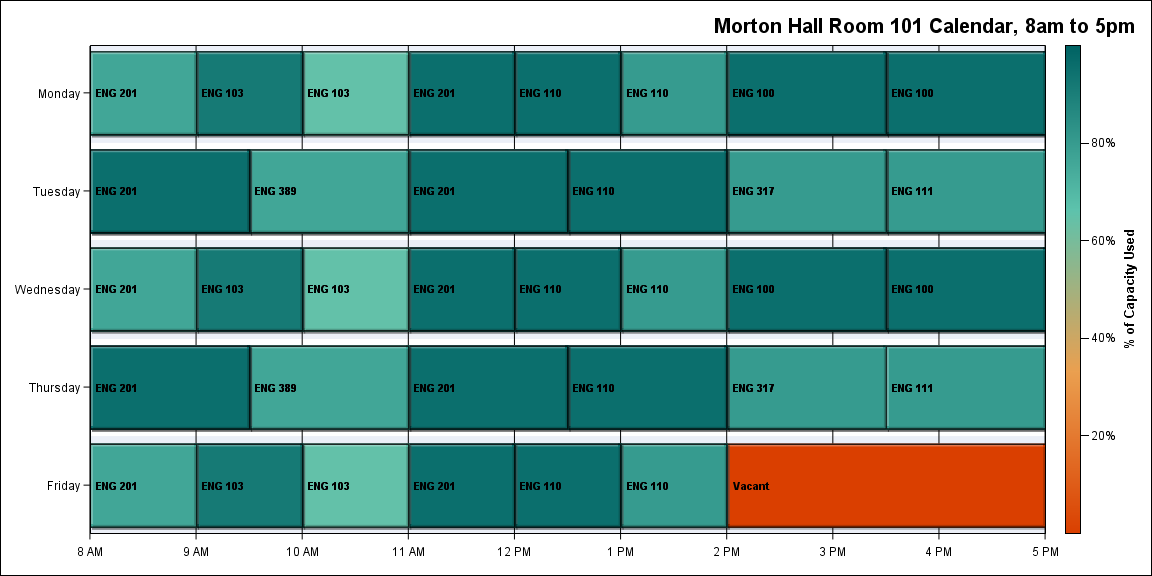 Morton Hall Room 101 Calendar, 8am to 5pm
Monday ENG 201 ENG 103 ENG 103 ENG 201 ENG 110 ENG 110 ENG 100 ENG 100
Tuesday ENG 201 ENG 389 ENG 201 ENG 110 ENG 317 ENG 111
Wednesday ENG 201 ENG 103 ENG 103 ENG 201 ENG 110 ENG 110 ENG 100 ENG 100
Thursday ENG 201 ENG 389 ENG 201 ENG 110 ENG 317 ENG 111
Friday ENG 201 ENG 103 ENG 103 ENG 201 ENG 110 ENG 110 Vacant
8 AM 9 AM 10 AM 11 AM 12 PM 1 PM 2 PM 3 PM 4 PM 5 PM
80%
60%
40%
20%
% of Capacity Used